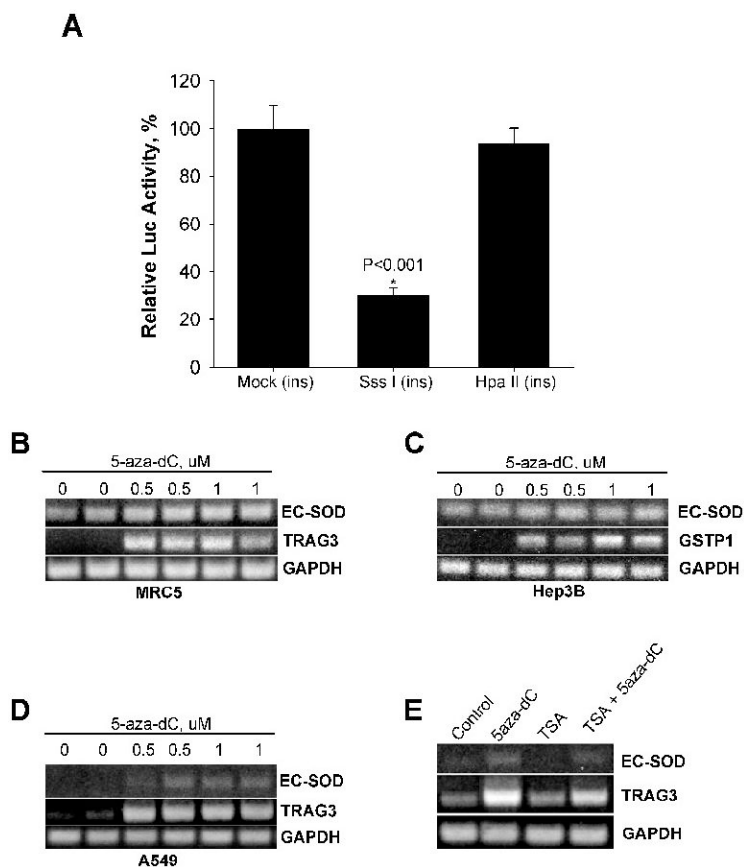 A
Relative Luc Activity, %
120
100
80
60
40
20
0
P<0.001
*
Mock (ins) Sss I (ins) Hpa II (ins)
B
5-aza-dC, uM
0 0 0.5 0.5 1 1
EC-SOD
TRAG3
GAPDH
MRC5
C
5-aza-dC, uM
0 0 0.5 0.5 1 1
EC-SOD
GSTP1
GAPDH
Hep3B
D
5-aza-dC, uM
0 0 0.5 0.5 1 1
EC-SOD
TRAG3
GAPDH
A549
E
Control 5aza-dC TSA TSA + 5aza-dC
EC-SOD
TRAG3
GAPDH